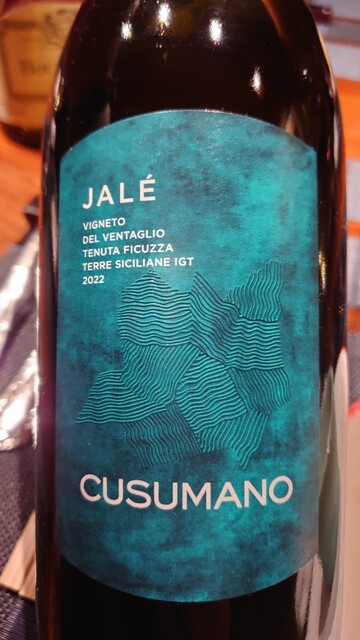 JALÉ
VIGNETO
DEL VENTAGLIO
TENUTA FICUZZA
TERRE SICILIANE IGT
2022
CUSUMANO